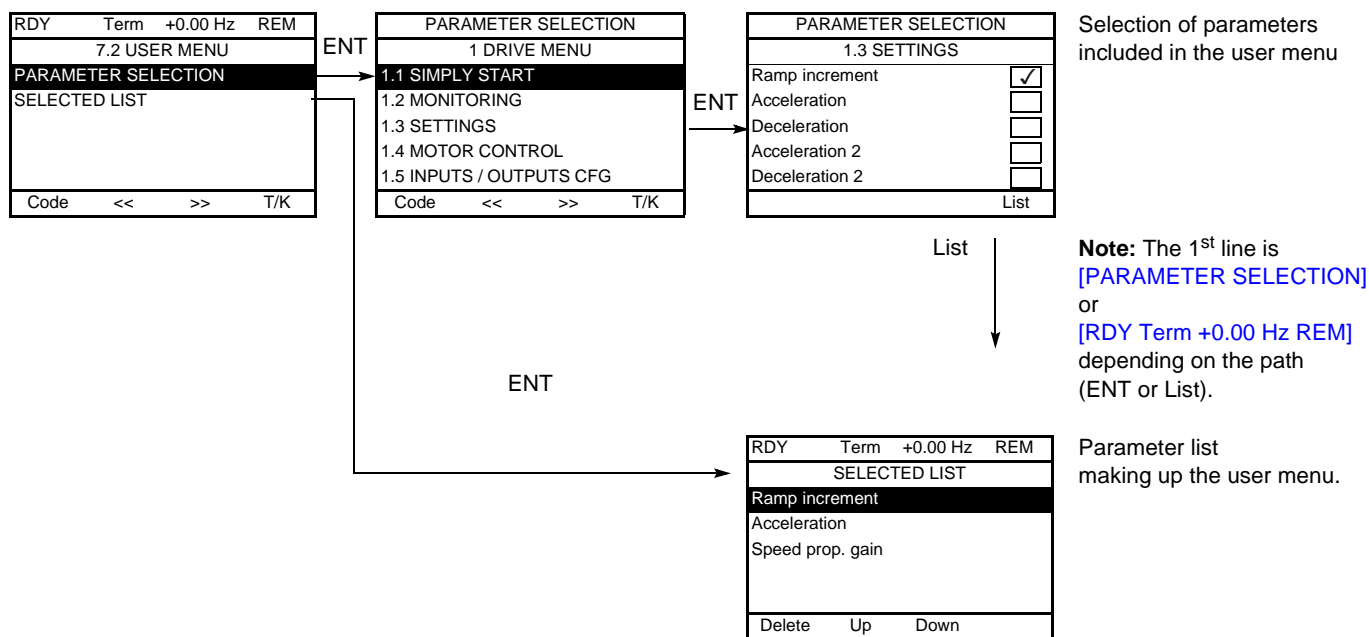 RDY Term +0.00 Hz REM
7.2 USER MENU
PARAMETER SELECTION
SELECTED LIST
Code << >> T/K
ENT
PARAMETER SELECTION
1 DRIVE MENU
1.1 SIMPLY START
1.2 MONITORING
1.3 SETTINGS
1.4 MOTOR CONTROL
1.5 INPUTS / OUTPUTS CFG
Code << >> T/K
ENT
PARAMETER SELECTION
1.3 SETTINGS
Ramp increment
Acceleration
Deceleration
Acceleration 2
Deceleration 2
List
Selection of parameters
included in the user menu
List
Note: The 1st line is
[PARAMETER SELECTION]
or
[RDY Term +0.00 Hz REM]
depending on the path
(ENT or List).
ENT
RDY Term +0.00 Hz REM
SELECTED LIST
Ramp increment
Acceleration
Speed prop. gain
Delete Up Down
Parameter list
making up the user menu.